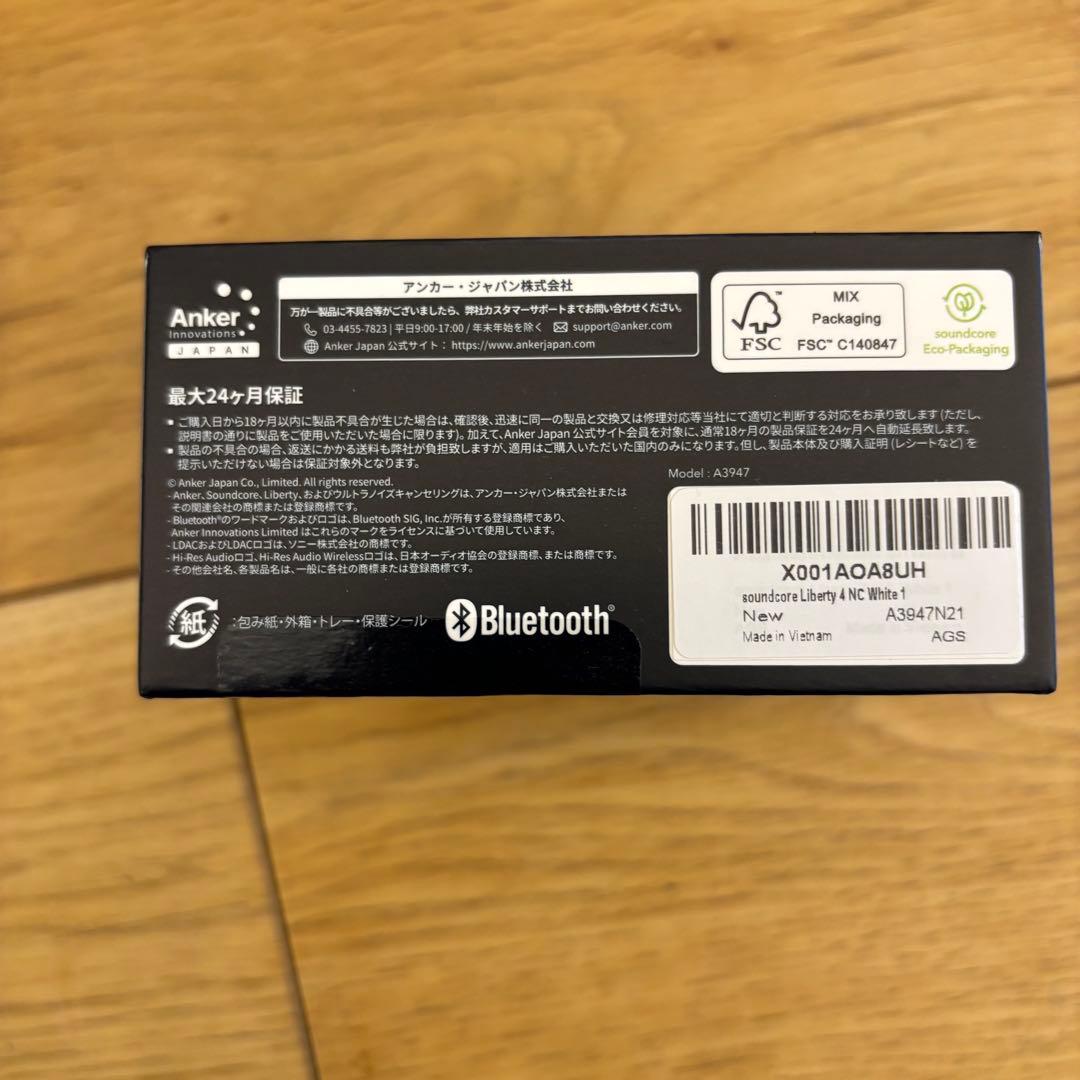 Anker
Innovations
JAPAN
アンカー・ジャパン株式会社
万が一製品に不具合等がございましたら、弊社カスタマーサポートまでお問い合わせください。
03-4455-7823 | 平日9:00-17:00 / 年末年始を除く support@anker.com
Anker Japan 公式サイト： https://www.ankerjapan.com
FSC
MIX
Packaging
FSC™ C140847
soundcore
Eco-Packaging
最大24ヶ月保証
▪ ご購入日から18ヶ月以内に製品不具合が生じた場合は、確認後、迅速に同一の製品と交換又は修理対応等当社にて適切と判断する対応をお承り致します（ただし、
説明書の通りに製品をご使用いただいた場合に限ります）。加えて、Anker Japan 公式サイト会員を対象に、通常18ヶ月の製品保証を24ヶ月へ自動延長致します。
▪ 製品の不具合の場合、返送にかかる送料も弊社が負担致しますが、適用はご購入いただいた国内のみになります。但し、製品本体及び購入証明（レシートなど）を
提示いただけない場合は保証対象外となります。
© Anker Japan Co., Limited. All rights reserved.
- Anker、Soundcore、Liberty、およびウルトラノイズキャンセリングは、アンカー・ジャパン株式会社または
その関連会社の商標または登録商標です。
- Bluetooth®のワードマークおよびロゴは、Bluetooth SIG, Inc.が所有する登録商標であり、
Anker Innovations Limited はこれらのマークをライセンスに基づいて使用しています。
- LDACおよびLDACロゴは、ソニー株式会社の商標です。
- Hi-Res Audioロゴ、Hi-Res Audio Wirelessロゴは、日本オーディオ協会の登録商標、または商標です。
- その他会社名、各製品名は、一般に各社の商標または登録商標です。
紙 :包み紙・外箱・トレー・保護シール
Bluetooth®
Model : A3947
X001AOA8UH
soundcore Liberty 4 NC White 1
New A3947N21
Made in Vietnam AGS